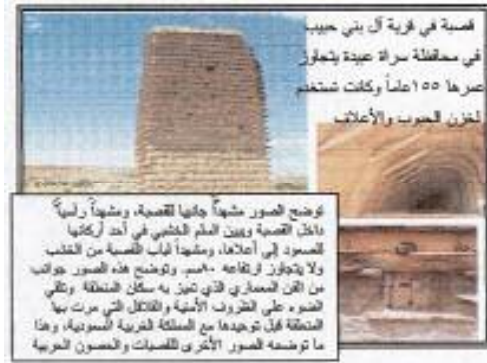 قصبة في قرية آل بني حبيب
في محافظة سراة عبيدة يتجاوز
عمرها ١٥٥ عاماً وكانت تستخدم
لخزن الحبوب والأعلاف
توضح الصور مشهداً جانبياً للقصبة، ومشهداً رأسياً
داخل القصبة ويبين السلم الخشبي في أحد أركانها
للصعود إلى أعلاها، ومشهداً لباب القصبة من الخشب
ولا يتجاوز ارتفاعه ٨٠سم. وتوضح هذه الصور جوانب
من الفن المعماري الذي تميز به سكان المنطقة وتلقي
الضوء على الظروف الأمنية والقلاقل التي مرت بها
المنطقة قبل توحيدها مع المملكة العربية السعودية، وهذا
ما توضحه الصور الأخرى للقصبات والحصون الحربية